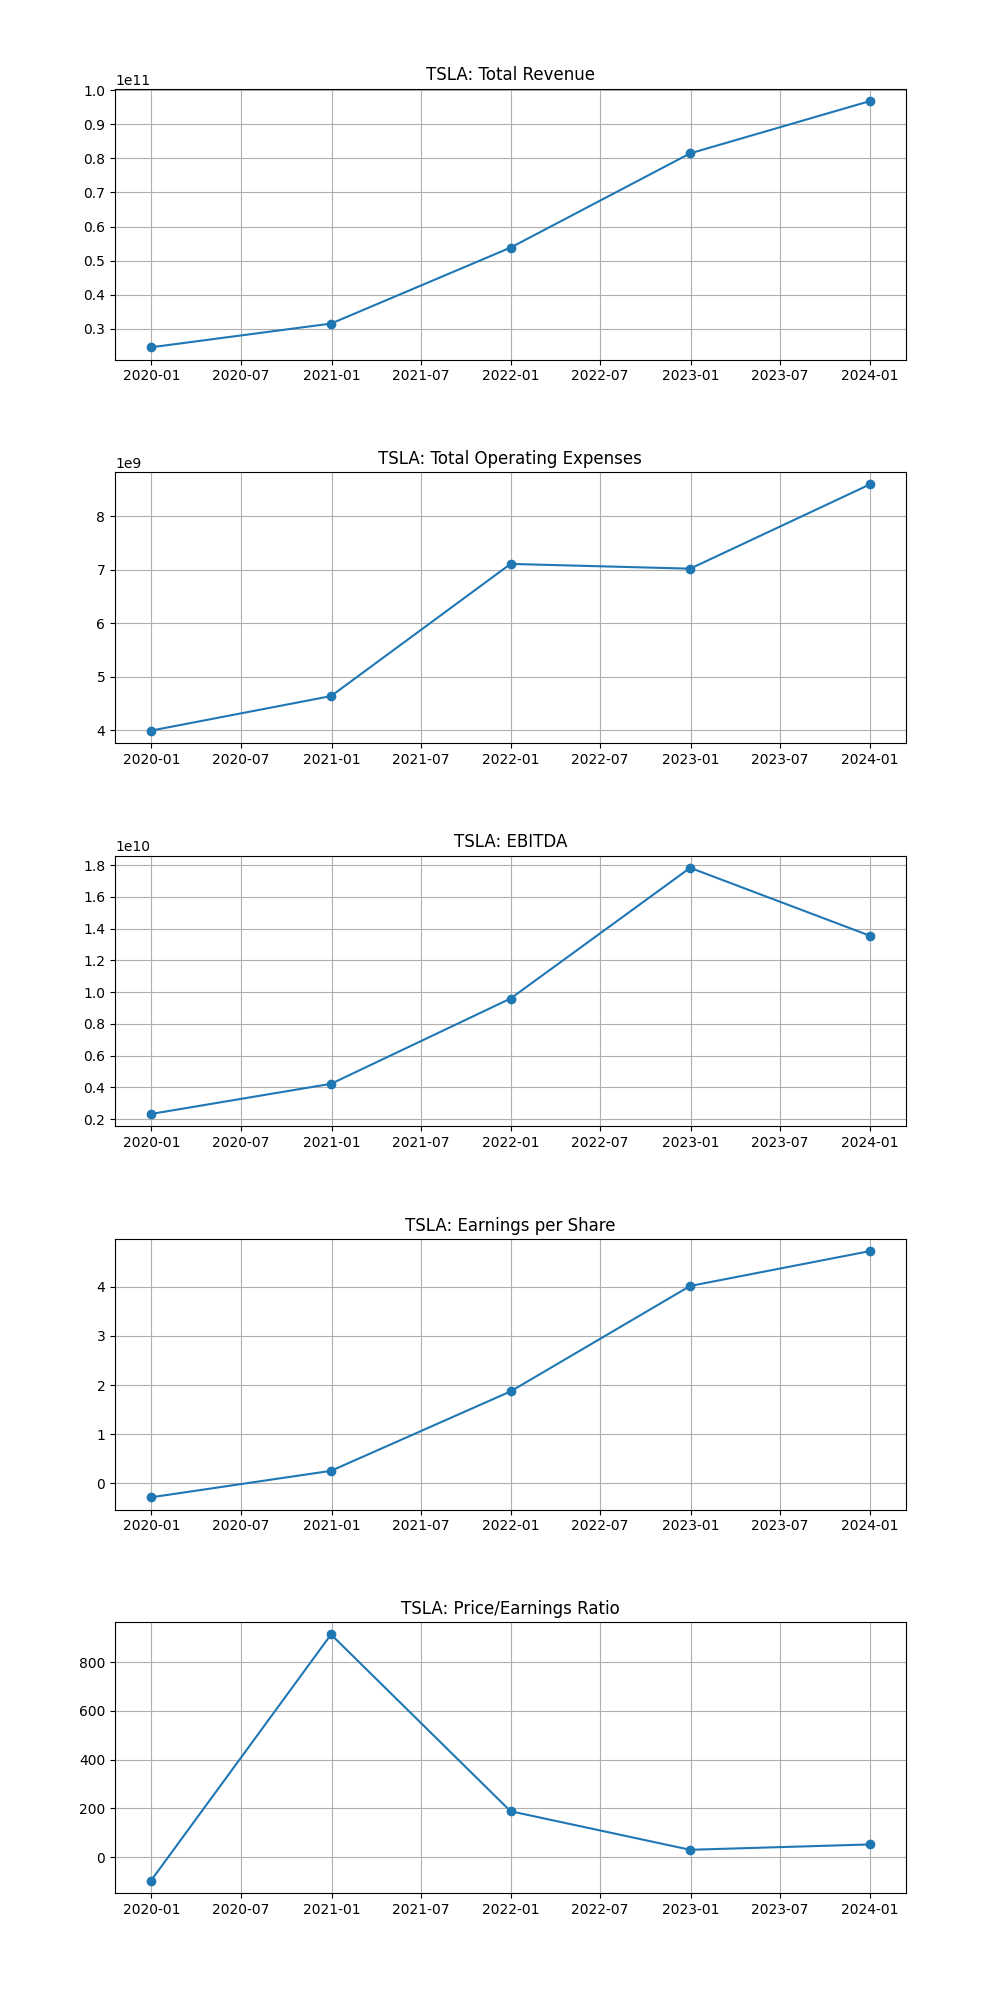 TSLA: Total Revenue
1e11
1.0
0.9
0.8
0.7
0.6
0.5
0.4
0.3
2020-01 2020-07 2021-01 2021-07 2022-01 2022-07 2023-01 2023-07 2024-01
TSLA: Total Operating Expenses
1e9
8
7
6
5
4
2020-01 2020-07 2021-01 2021-07 2022-01 2022-07 2023-01 2023-07 2024-01
TSLA: EBITDA
1e10
1.8
1.6
1.4
1.2
1.0
0.8
0.6
0.4
0.2
2020-01 2020-07 2021-01 2021-07 2022-01 2022-07 2023-01 2023-07 2024-01
TSLA: Earnings per Share
4
3
2
1
0
2020-01 2020-07 2021-01 2021-07 2022-01 2022-07 2023-01 2023-07 2024-01
TSLA: Price/Earnings Ratio
800
600
400
200
0
2020-01 2020-07 2021-01 2021-07 2022-01 2022-07 2023-01 2023-07 2024-01